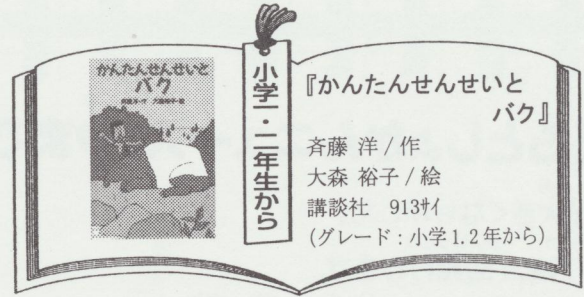 かんたんせんせいと
バク
斉藤洋・作 大森裕子・絵
小学一・二年生から
『かんたんせんせいと
バク』
斉藤 洋/作
大森 裕子/絵
講談社 913ｻｲ
(グレード:小学1.2年から)